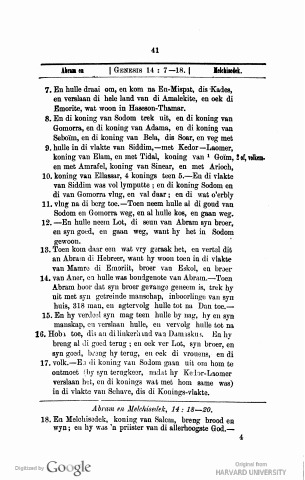 41
Abram en | GENESIS 14 : 7—18. | Melchisedek.
7. En hulle draai om, en kom na En-Mispat, dis Kades,
en verslaan di hele land van di Amalekite, en oek di
Emorite, wat woon in Haseson-Thamar.
8. En di koning van Sodom trek uit, en di koning van
Gomorra, en di koning van Adama, en di koning van
Seboïm, en di koning van Bela, dis Soar, en veg met
9. hulle in di vlakte van Siddim,—met Kedor—Laomer,
koning van Elam, en met Tidal, koning van ¹ Goïm, 1 of, volken.
en met Amrafel, koning van Sinear, en met Arioch,
10. koning van Ellassar, 4 konings teen 5.—En di vlakte
van Siddim was vol lymputte ; en di koning Sodom en
di van Gomorra vlug, en val daar ; en di wat o'erbly
11. vlug na di berg toe.—Toen neem hulle al di goud van
Sodom en Gomorra weg, en al hulle kos, en gaan weg.
12. —En hulle neem Lot, di seun van Abram syn broer,
en syn goed, en gaan weg, want hy het in Sodom
gewoon.
13. Toen kom daar een wat vry geraak het, en vertel dit
an Abram di Hebreer, want hy woon toen in di vlakte
van Mamre di Emoriit, broer van Eskol, en broer
14. van Aner, en hulle was bondgenote van Abram.—Toen
Abram hoor dat syn broer gevange geneem is, trek hy
uit met syn getreinde manschap, inboorlinge van syn
huis, 318 man, en agtervolg hulle tot na Dan toe.—
15. En hy verdeel syn mag teen hulle by nag, hy en syn
manskap, en verslaan hulle, en vervolg hulle tot na
16. Hoba toe, dis an di linkerkand van Damaskus. En hy
breng al di goed terug ; en oek ver Lot, syn broer, en
syn goed, breng hy terug, en oek di vrouens, en di
17. volk.—En di koning van Sodom gaan uit om hom te
ontmoet (by syn terugkeer, nadat hy Kedor-Laomer
verslaan het, en di konings wat met hom same was)
in di vlakte van Schave, dis di Konings-vlakte.
Abram en Melchisedek, 14 : 18—20.
18. En Melchisedek, koning van Salem, breng brood en
wyn ; en hy was 'n priister van di allerhoogste God.—
4
Digitized by Google
Original from
HARVARD UNIVERSITY